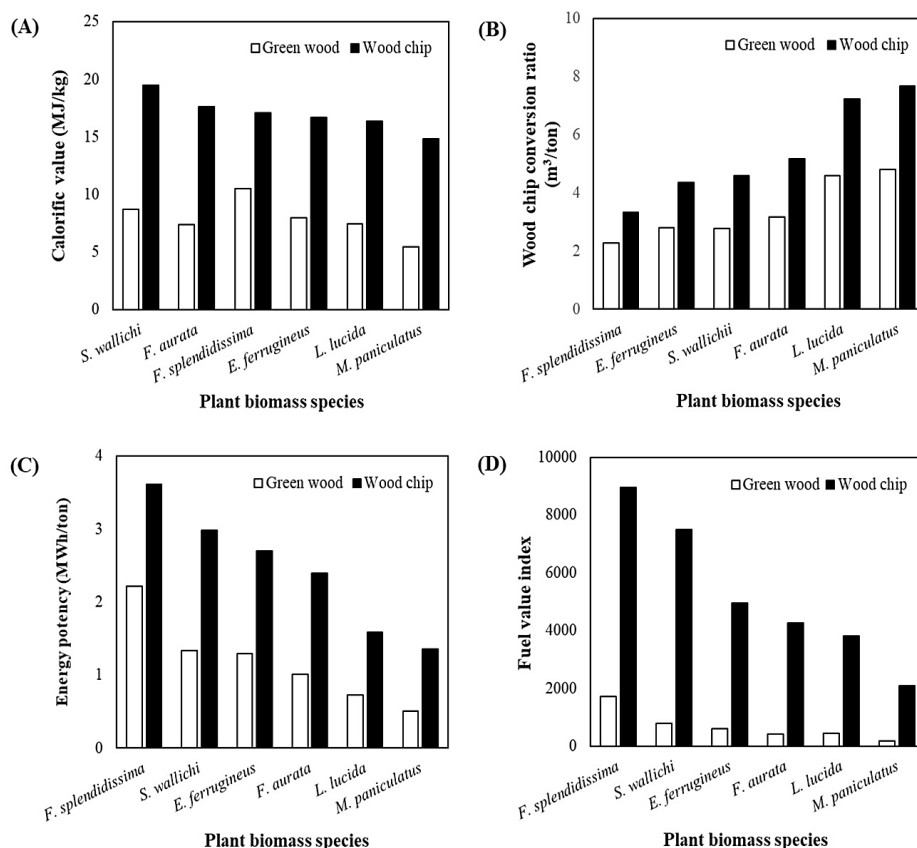 (A)
Green wood Wood chip
Calorific value (MJ/kg)
25
20
15
10
5
0
S. wallichi
F. aurata
F. splendidissima
E. ferrugineus
L. lucida
M. paniculatus
Plant biomass species
(B)
Green wood Wood chip
Wood chip conversion ratio
(m³/ton)
10
8
6
4
2
0
F. splendidissima
E. ferrugineus
S. wallichii
F. aurata
L. lucida
M. paniculatus
Plant biomass species
(C)
Green wood Wood chip
Energy potency (MWh/ton)
4
3
2
1
0
F. splendidissima
S. wallichi
E. ferrugineus
F. aurata
L. lucida
M. paniculatus
Plant biomass species
(D)
Green wood Wood chip
Fuel value index
10000
8000
6000
4000
2000
0
F. splendidissima
S. wallichi
E. ferrugineus
F. aurata
L. lucida
M. paniculatus
Plant biomass species